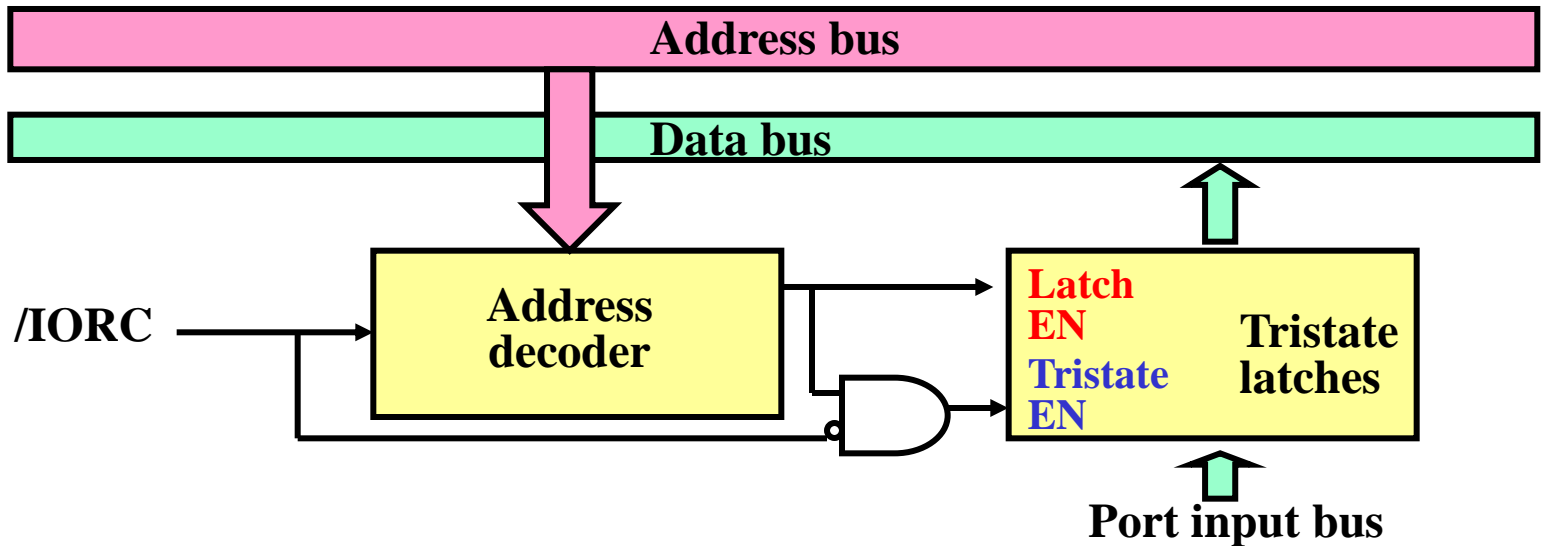 Address bus
Data bus
/IORC
Address
decoder
Latch
EN
Tristate
EN
Tristate
latches
Port input bus